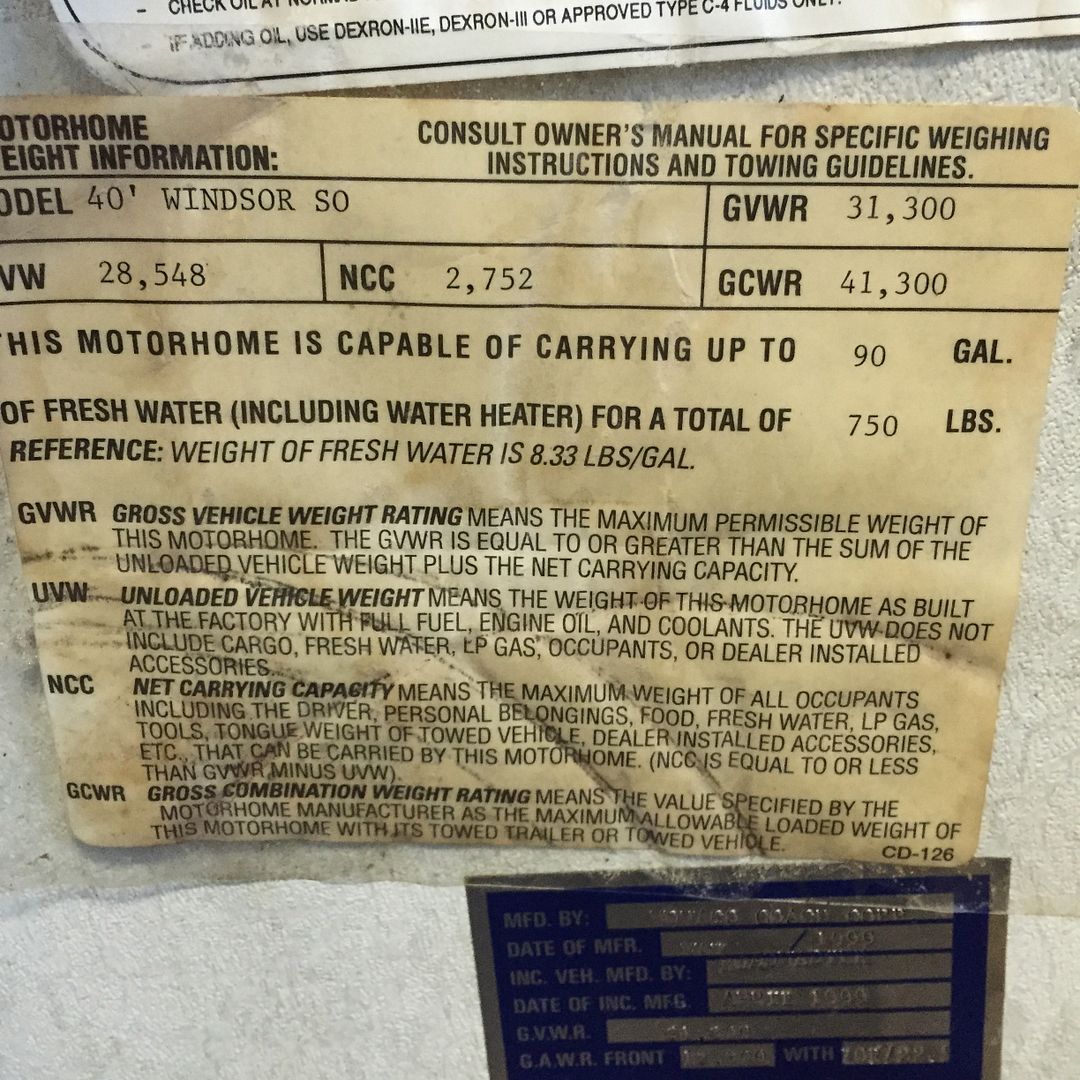 - CHECK OIL AT
- IF ADDING OIL, USE DEXRON-IIE, DEXRON-III OR APPROVED TYPE C-4 FLUIDS ONLY.
OTORHOME
EIGHT INFORMATION:
CONSULT OWNER'S MANUAL FOR SPECIFIC WEIGHING
INSTRUCTIONS AND TOWING GUIDELINES.
ODEL 40' WINDSOR SO GVWR 31,300
VW 28,548 NCC 2,752 GCWR 41,300
HIS MOTORHOME IS CAPABLE OF CARRYING UP TO 90 GAL.
OF FRESH WATER (INCLUDING WATER HEATER) FOR A TOTAL OF 750 LBS.
REFERENCE: WEIGHT OF FRESH WATER IS 8.33 LBS/GAL.
GVWR GROSS VEHICLE WEIGHT RATING MEANS THE MAXIMUM PERMISSIBLE WEIGHT OF
THIS MOTORHOME. THE GVWR IS EQUAL TO OR GREATER THAN THE SUM OF THE
UNLOADED VEHICLE WEIGHT PLUS THE NET CARRYING CAPACITY.
UVW UNLOADED VEHICLE WEIGHT MEANS THE WEIGHT OF THIS MOTORHOME AS BUILT
AT THE FACTORY WITH FULL FUEL, ENGINE OIL, AND COOLANTS. THE UVW DOES NOT
INCLUDE CARGO, FRESH WATER, LP GAS, OCCUPANTS, OR DEALER INSTALLED
ACCESSORIES.
NCC NET CARRYING CAPACITY MEANS THE MAXIMUM WEIGHT OF ALL OCCUPANTS
INCLUDING THE DRIVER, PERSONAL BELONGINGS, FOOD, FRESH WATER, LP GAS,
TOOLS, TONGUE WEIGHT OF TOWED VEHICLE, DEALER INSTALLED ACCESSORIES,
ETC., THAT CAN BE CARRIED BY THIS MOTORHOME. (NCC IS EQUAL TO OR LESS
THAN GVWR MINUS UVW).
GCWR GROSS COMBINATION WEIGHT RATING MEANS THE VALUE SPECIFIED BY THE
MOTORHOME MANUFACTURER AS THE MAXIMUM ALLOWABLE LOADED WEIGHT OF
THIS MOTORHOME WITH ITS TOWED TRAILER OR TOWED VEHICLE.
CD-126
MFD. BY: COACH CORP
DATE OF MFR. / 1999
INC. VEH. MFD. BY:
DATE OF INC. MFG. APRIL 1999
G.V.W.R.
G.A.W.R. FRONT WITH